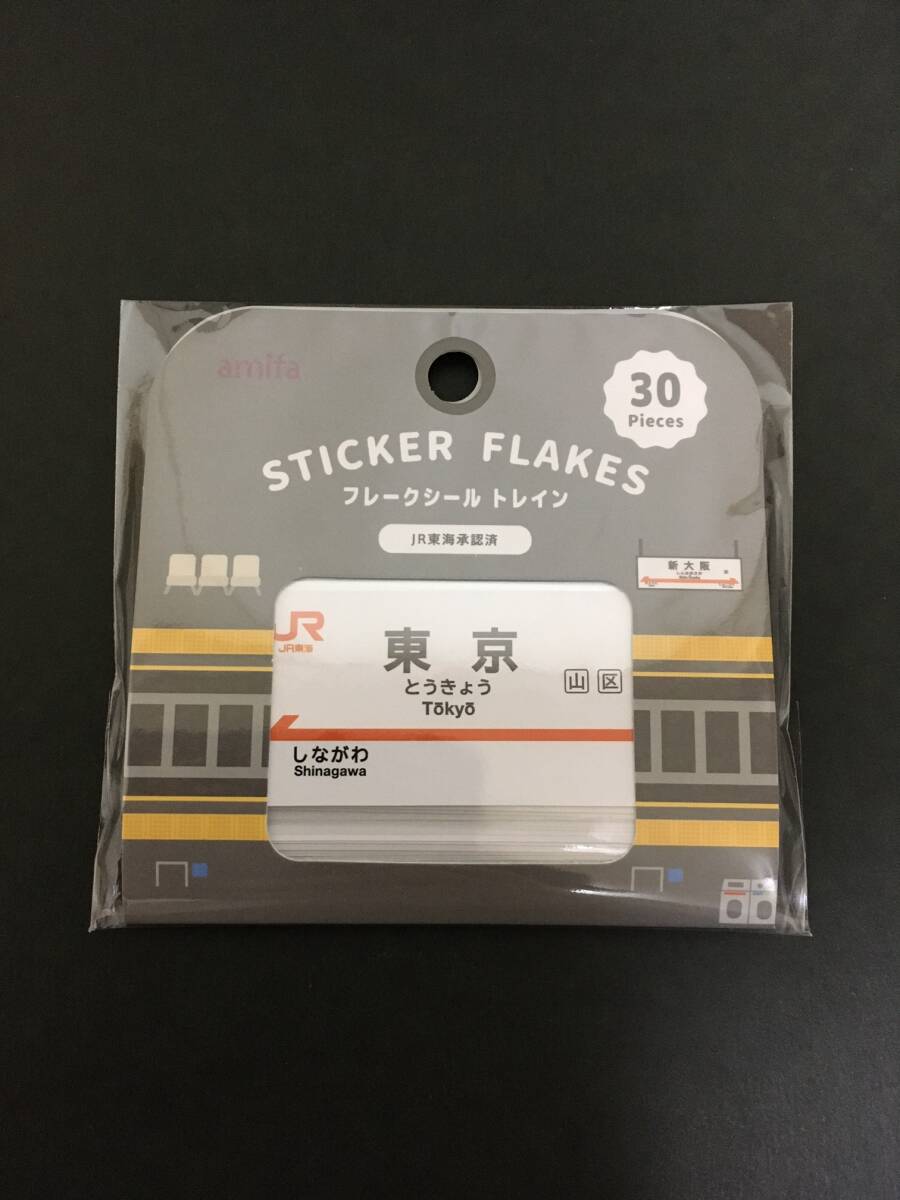 amifa
30
Pieces
STICKER FLAKES
フレークシール トレイン
JR東海承認済
新大阪
JR
JR東海
東京
とうきょう
Tōkyō
山 区
しながわ
Shinagawa